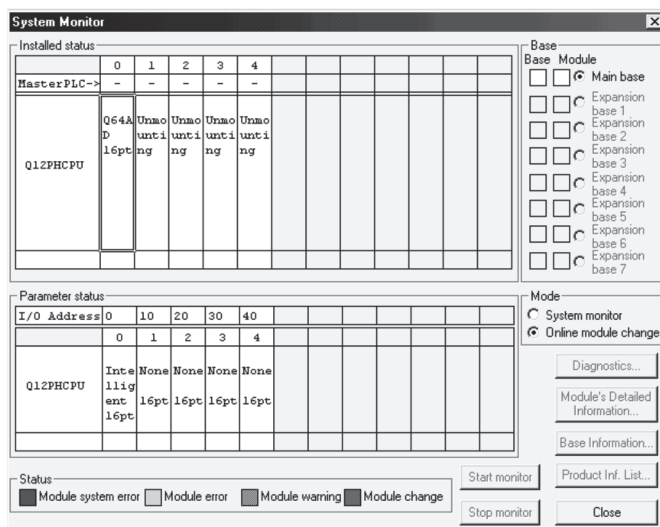 System Monitor
Installed status
0 1 2 3 4
MasterPLC-> - - - - -
Q12PHCPU
Q64A
D
16pt
Unmo
unti
ng
Unmo
unti
ng
Unmo
unti
ng
Unmo
unti
ng
Base
Base Module
Main base
Expansion
base 1
Expansion
base 2
Expansion
base 3
Expansion
base 4
Expansion
base 5
Expansion
base 6
Expansion
base 7
Parameter status
I/O Address 0 10 20 30 40
0 1 2 3 4
Q12PHCPU
Inte
llig
ent
16pt
None
16pt
None
16pt
None
16pt
None
16pt
Mode
System monitor
Online module change
Diagnostics...
Module's Detailed
Information...
Base Information...
Product Inf. List...
Close
Status
Module system error Module error Module warning Module change
Start monitor
Stop monitor